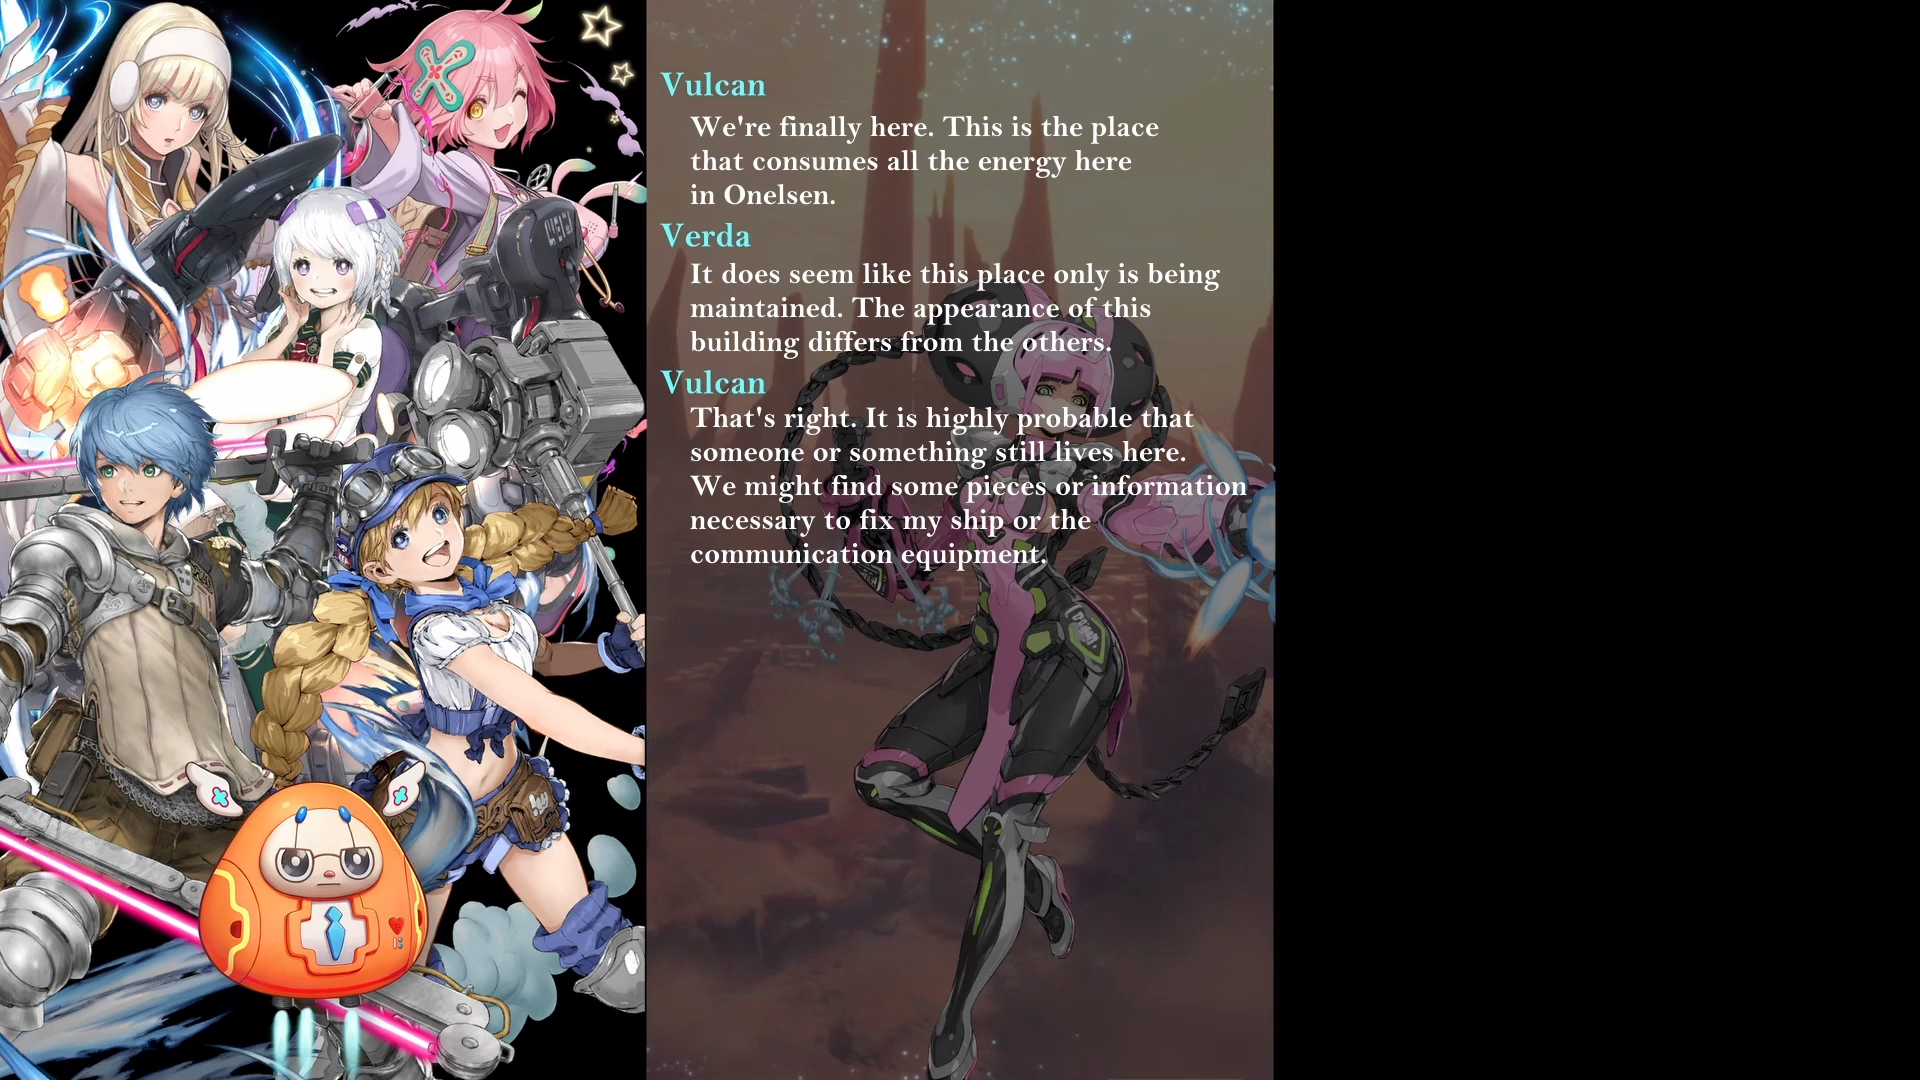 Vulcan
We're finally here. This is the place
that consumes all the energy here
in Onelsen.
Verda
It does seem like this place only is being
maintained. The appearance of this
building differs from the others.
Vulcan
That's right. It is highly probable that
someone or something still lives here.
We might find some pieces or information
necessary to fix my ship or the
communication equipment.